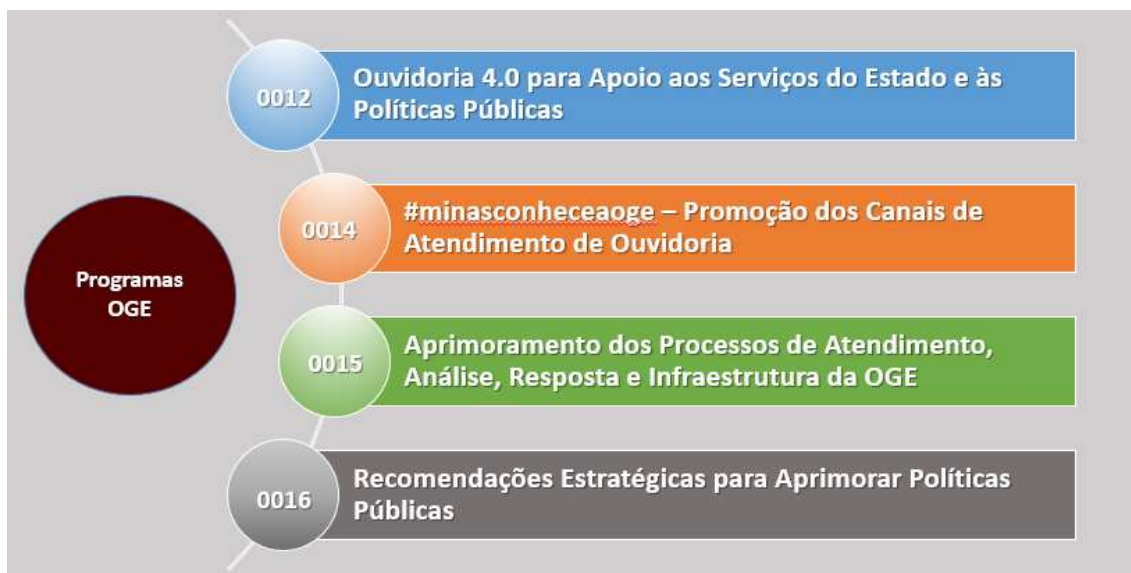 Programas
OGE
0012
Ouvidoria 4.0 para Apoio aos Serviços do Estado e às
Políticas Públicas
0014
#minasconheceaoge – Promoção dos Canais de
Atendimento de Ouvidoria
0015
Aprimoramento dos Processos de Atendimento,
Análise, Resposta e Infraestrutura da OGE
0016
Recomendações Estratégicas para Aprimorar Políticas
Públicas